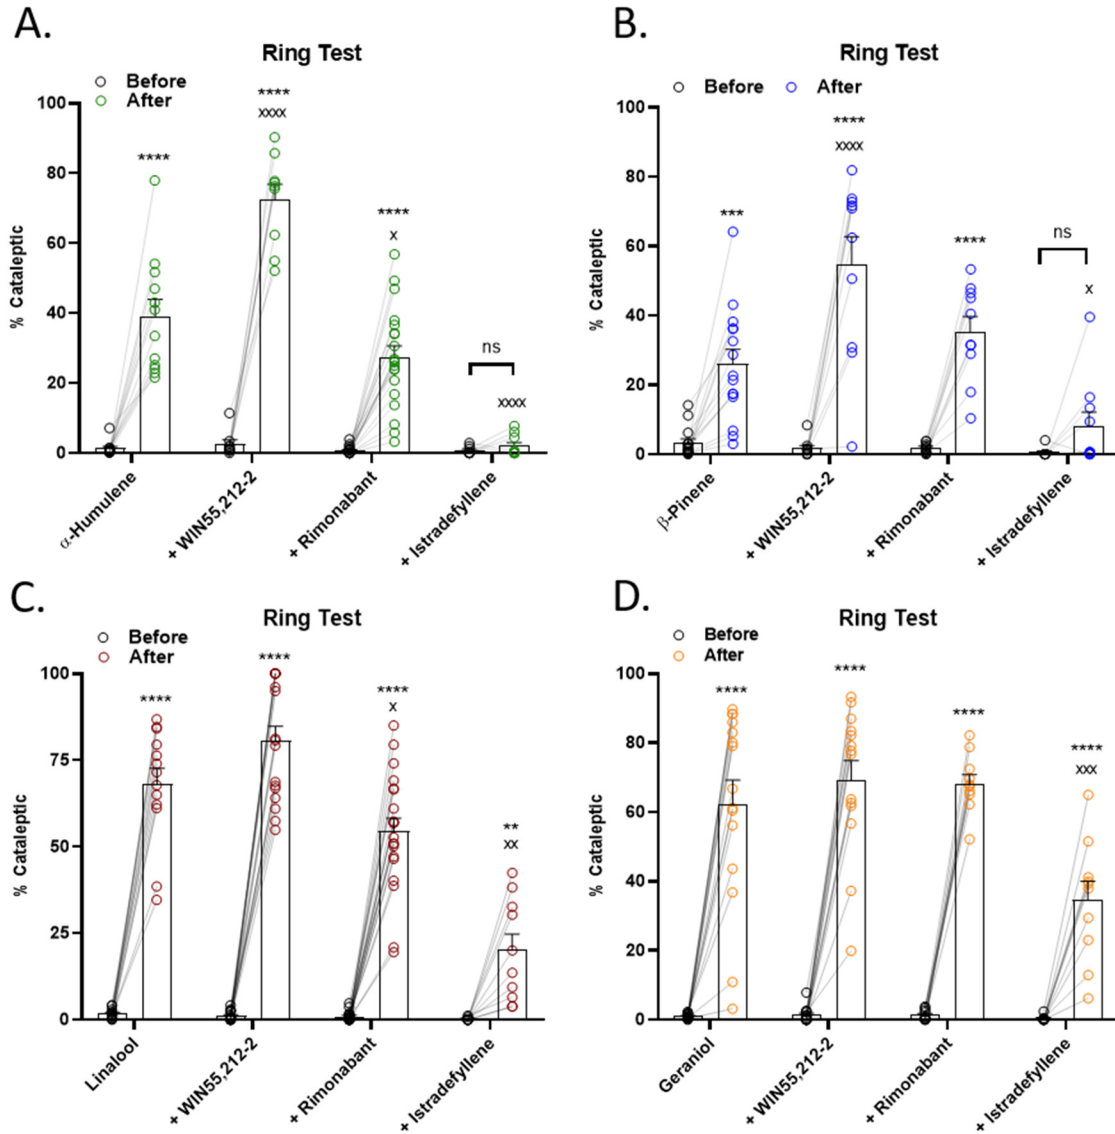 A.
Ring Test
Before
After
% Cataleptic
100
80
60
40
20
0
****
****
xxxx
****
x
ns
xxxx
α-Humulene
+ WIN55,212-2
+ Rimonabant
+ Istradefyllene
B.
Ring Test
Before After
% Cataleptic
100
80
60
40
20
0
***
****
xxxx
****
ns
x
β-Pinene
+ WIN55,212-2
+ Rimonabant
+ Istradefyllene
C.
Ring Test
Before
After
% Cataleptic
100
75
50
25
0
****
****
****
x
**
xx
Linalool
+ WIN55,212-2
+ Rimonabant
+ Istradefyllene
D.
Ring Test
Before
After
% Cataleptic
100
80
60
40
20
0
****
****
****
****
xxx
Geraniol
+ WIN55,212-2
+ Rimonabant
+ Istradefyllene